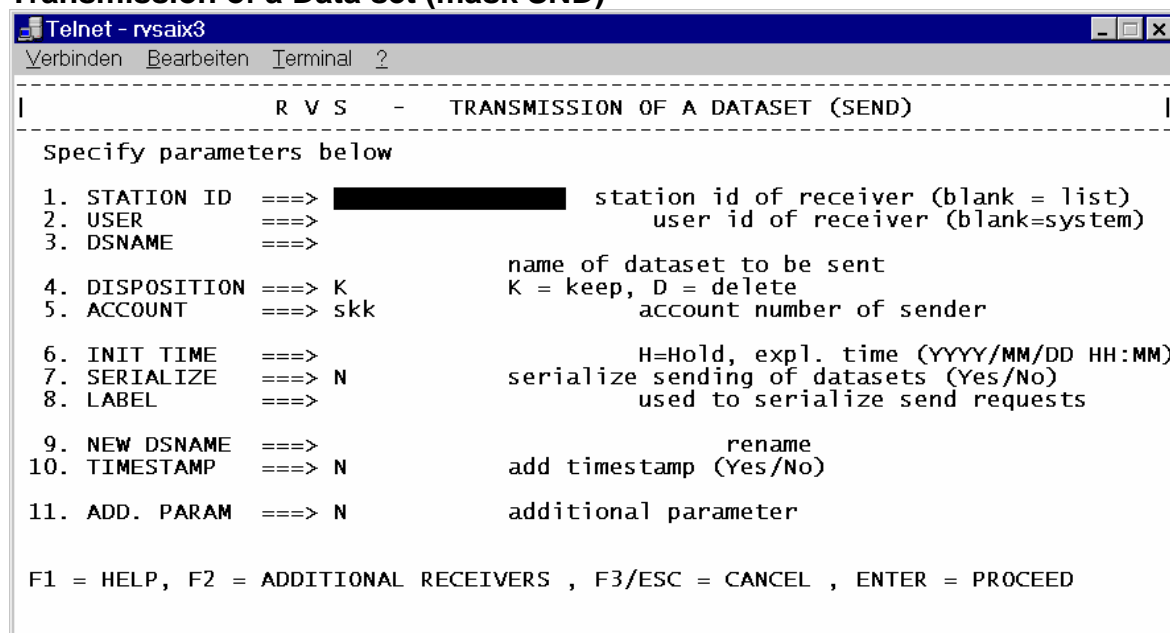 Transmission of a Data set (mask SND)
Telnet - rvsaix3
Verbinden Bearbeiten Terminal ?
R V S - TRANSMISSION OF A DATASET (SEND)
Specify parameters below
1. STATION ID ===> station id of receiver (blank = list)
2. USER ===> user id of receiver (blank=system)
3. DSNAME ===>
name of dataset to be sent
4. DISPOSITION ===> K K = keep, D = delete
5. ACCOUNT ===> skk account number of sender
6. INIT TIME ===> H=Hold, expl. time (YYYY/MM/DD HH:MM)
7. SERIALIZE ===> N serialize sending of datasets (Yes/No)
8. LABEL ===> used to serialize send requests
9. NEW DSNAME ===> rename
10. TIMESTAMP ===> N add timestamp (Yes/No)
11. ADD. PARAM ===> N additional parameter
F1 = HELP, F2 = ADDITIONAL RECEIVERS , F3/ESC = CANCEL , ENTER = PROCEED